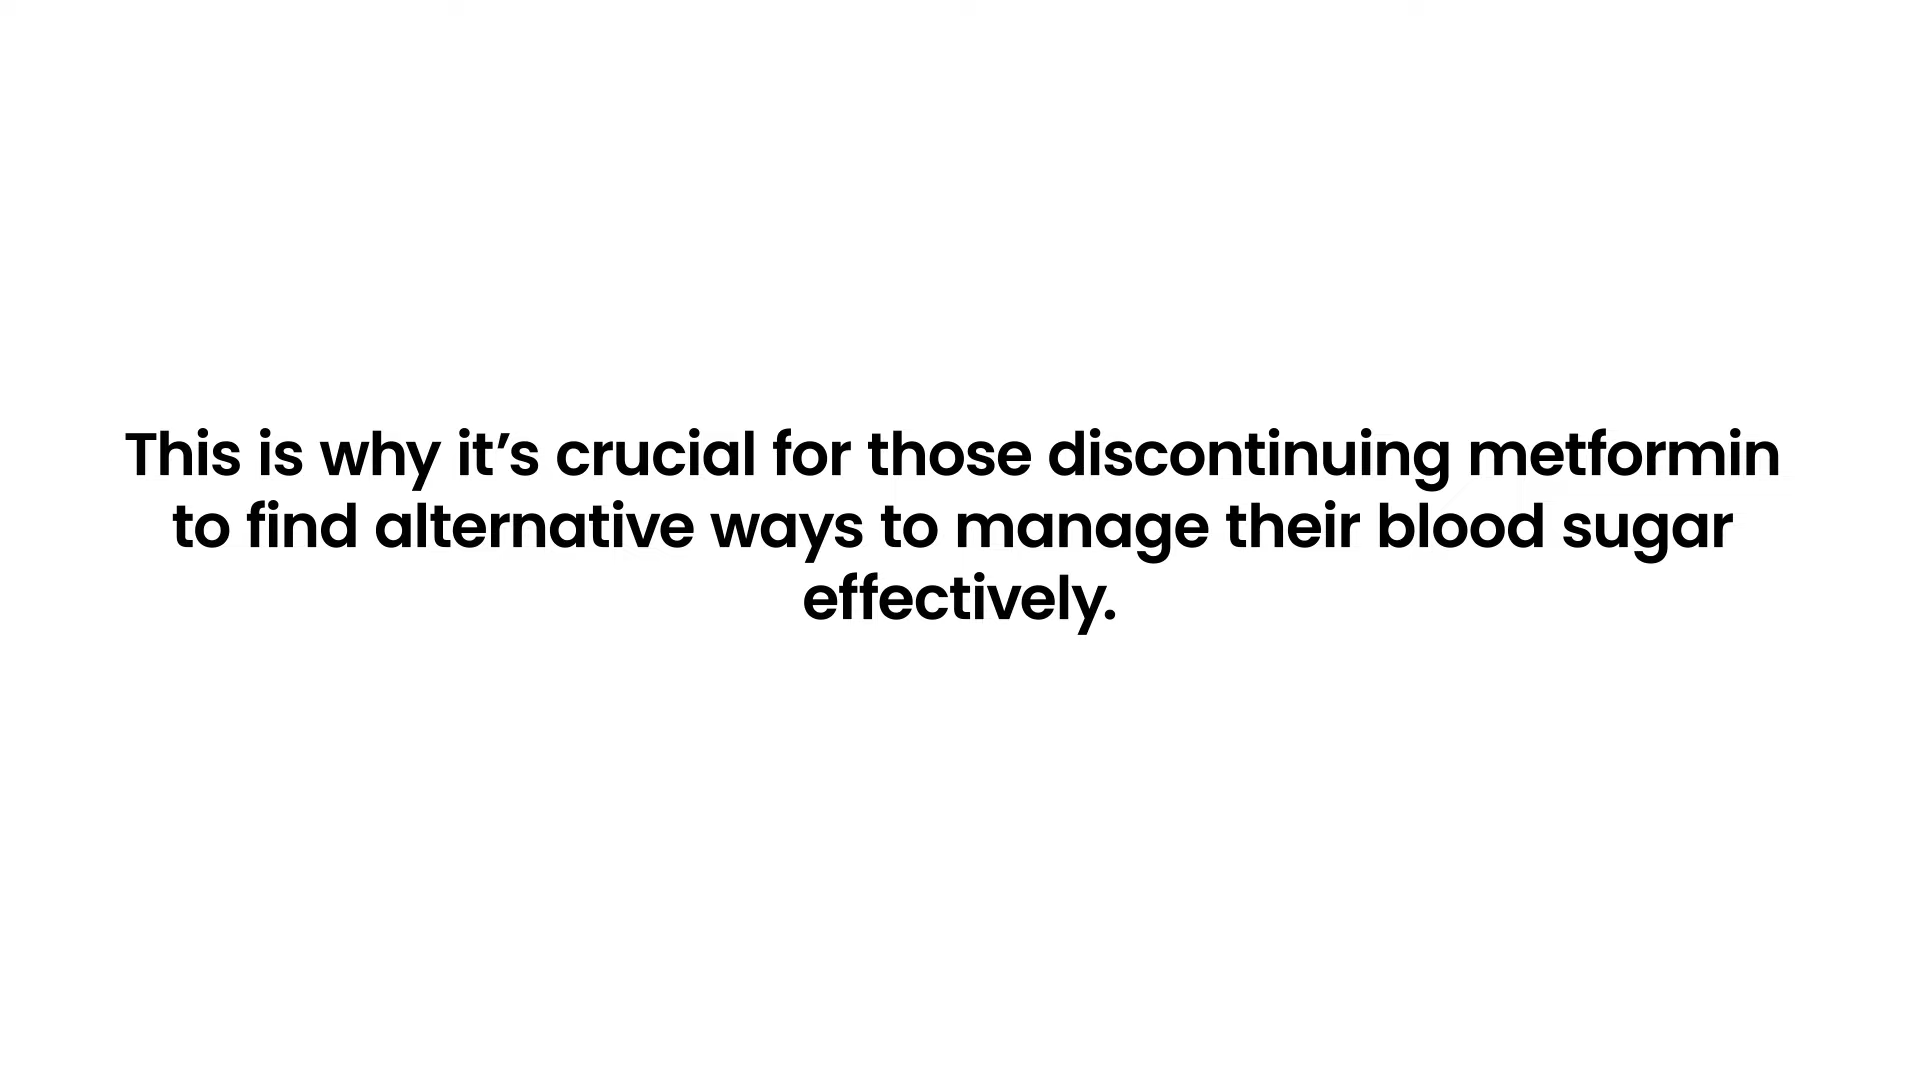 This is why it’s crucial for those discontinuing metformin
to find alternative ways to manage their blood sugar
effectively.